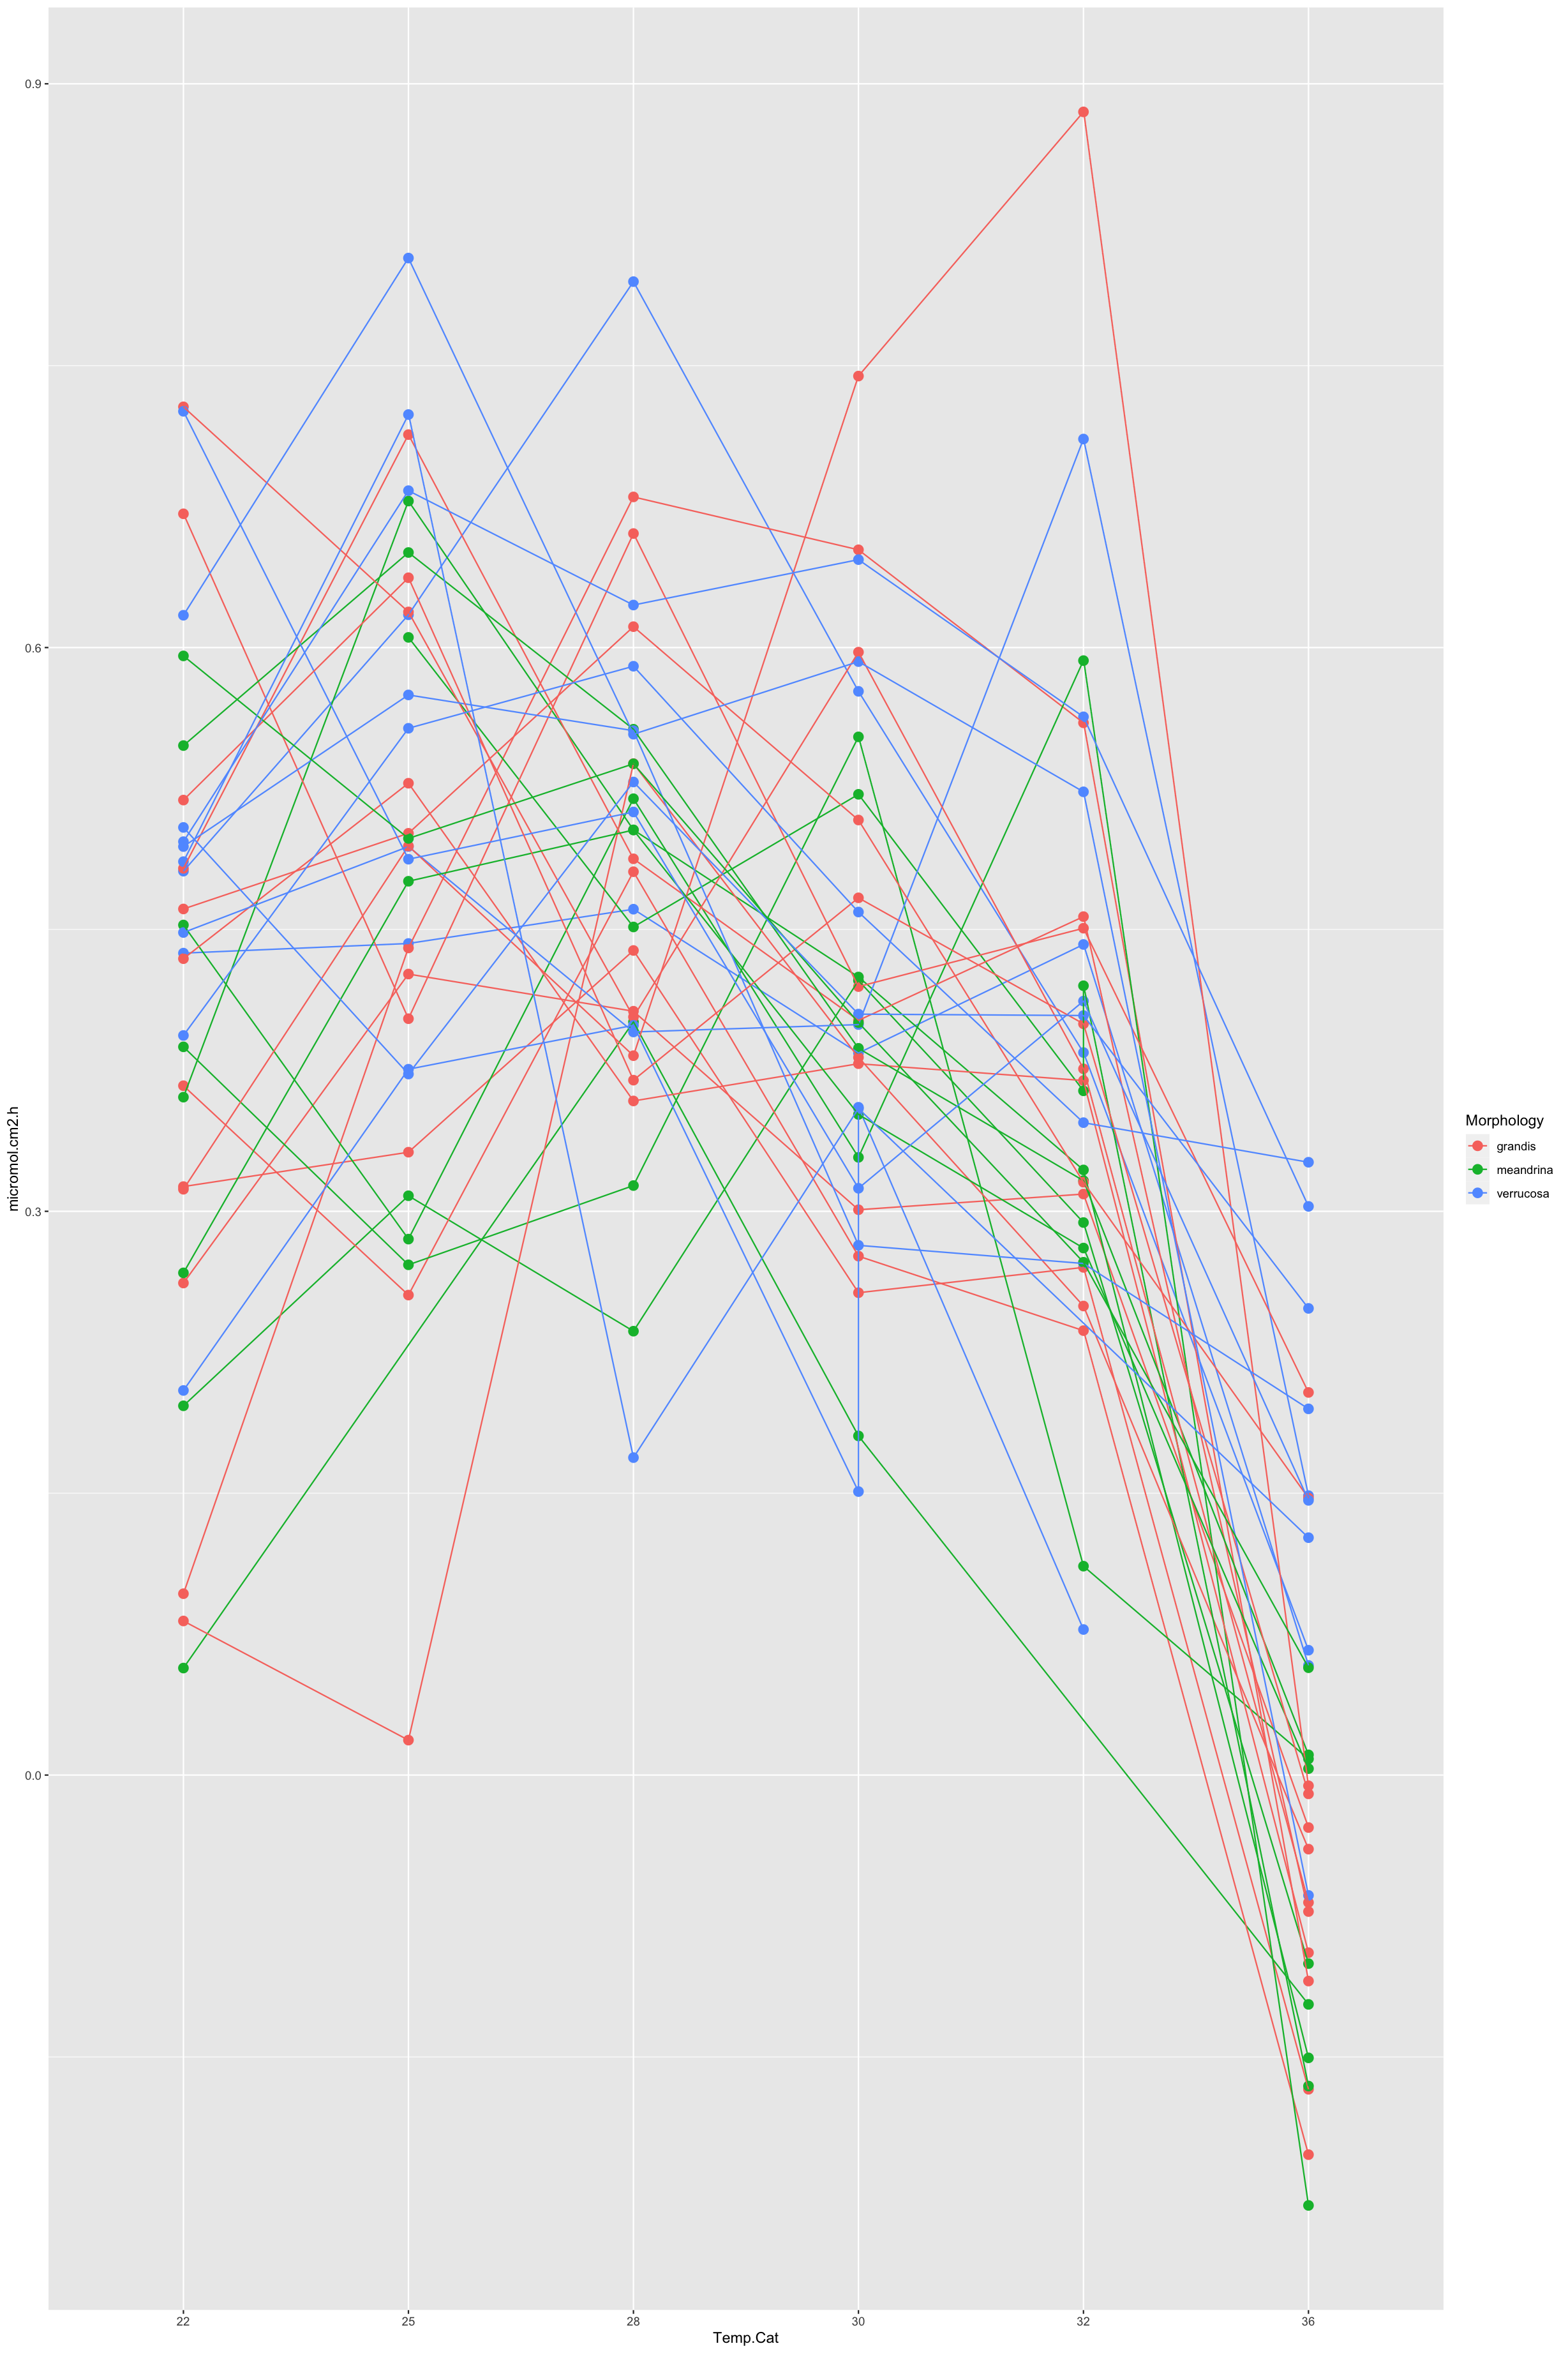 0.9
0.6
0.3
0.0
micromol.cm2.h
22 25 28 30 32 36
Temp.Cat
Morphology
grandis
meandrina
verrucosa